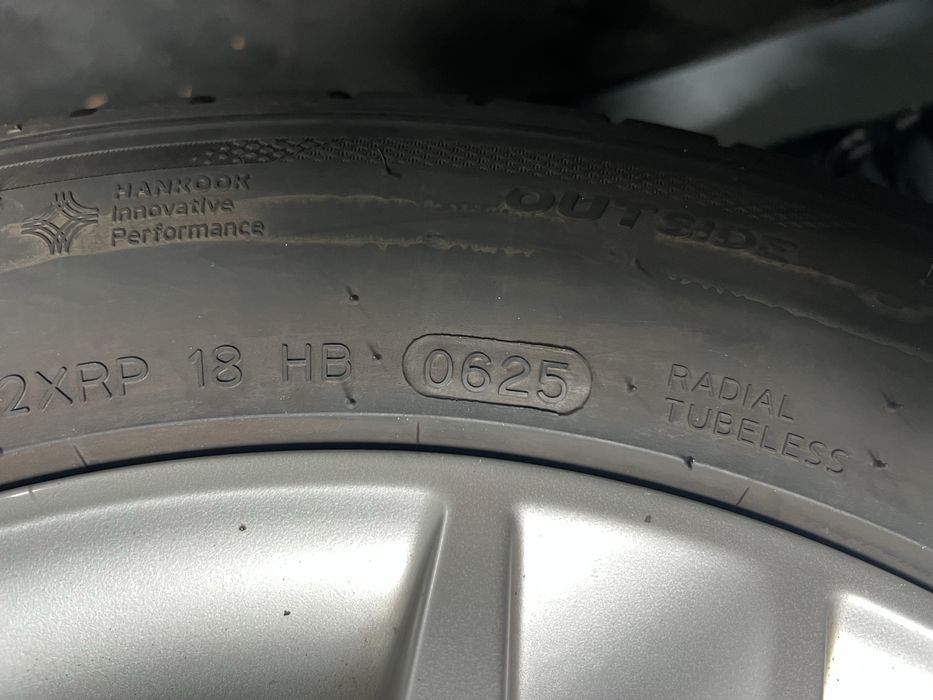 HANKOOK
Innovative
Performance
OUTSIDE
2XRP 18 HB 0625
RADIAL
TUBELESS